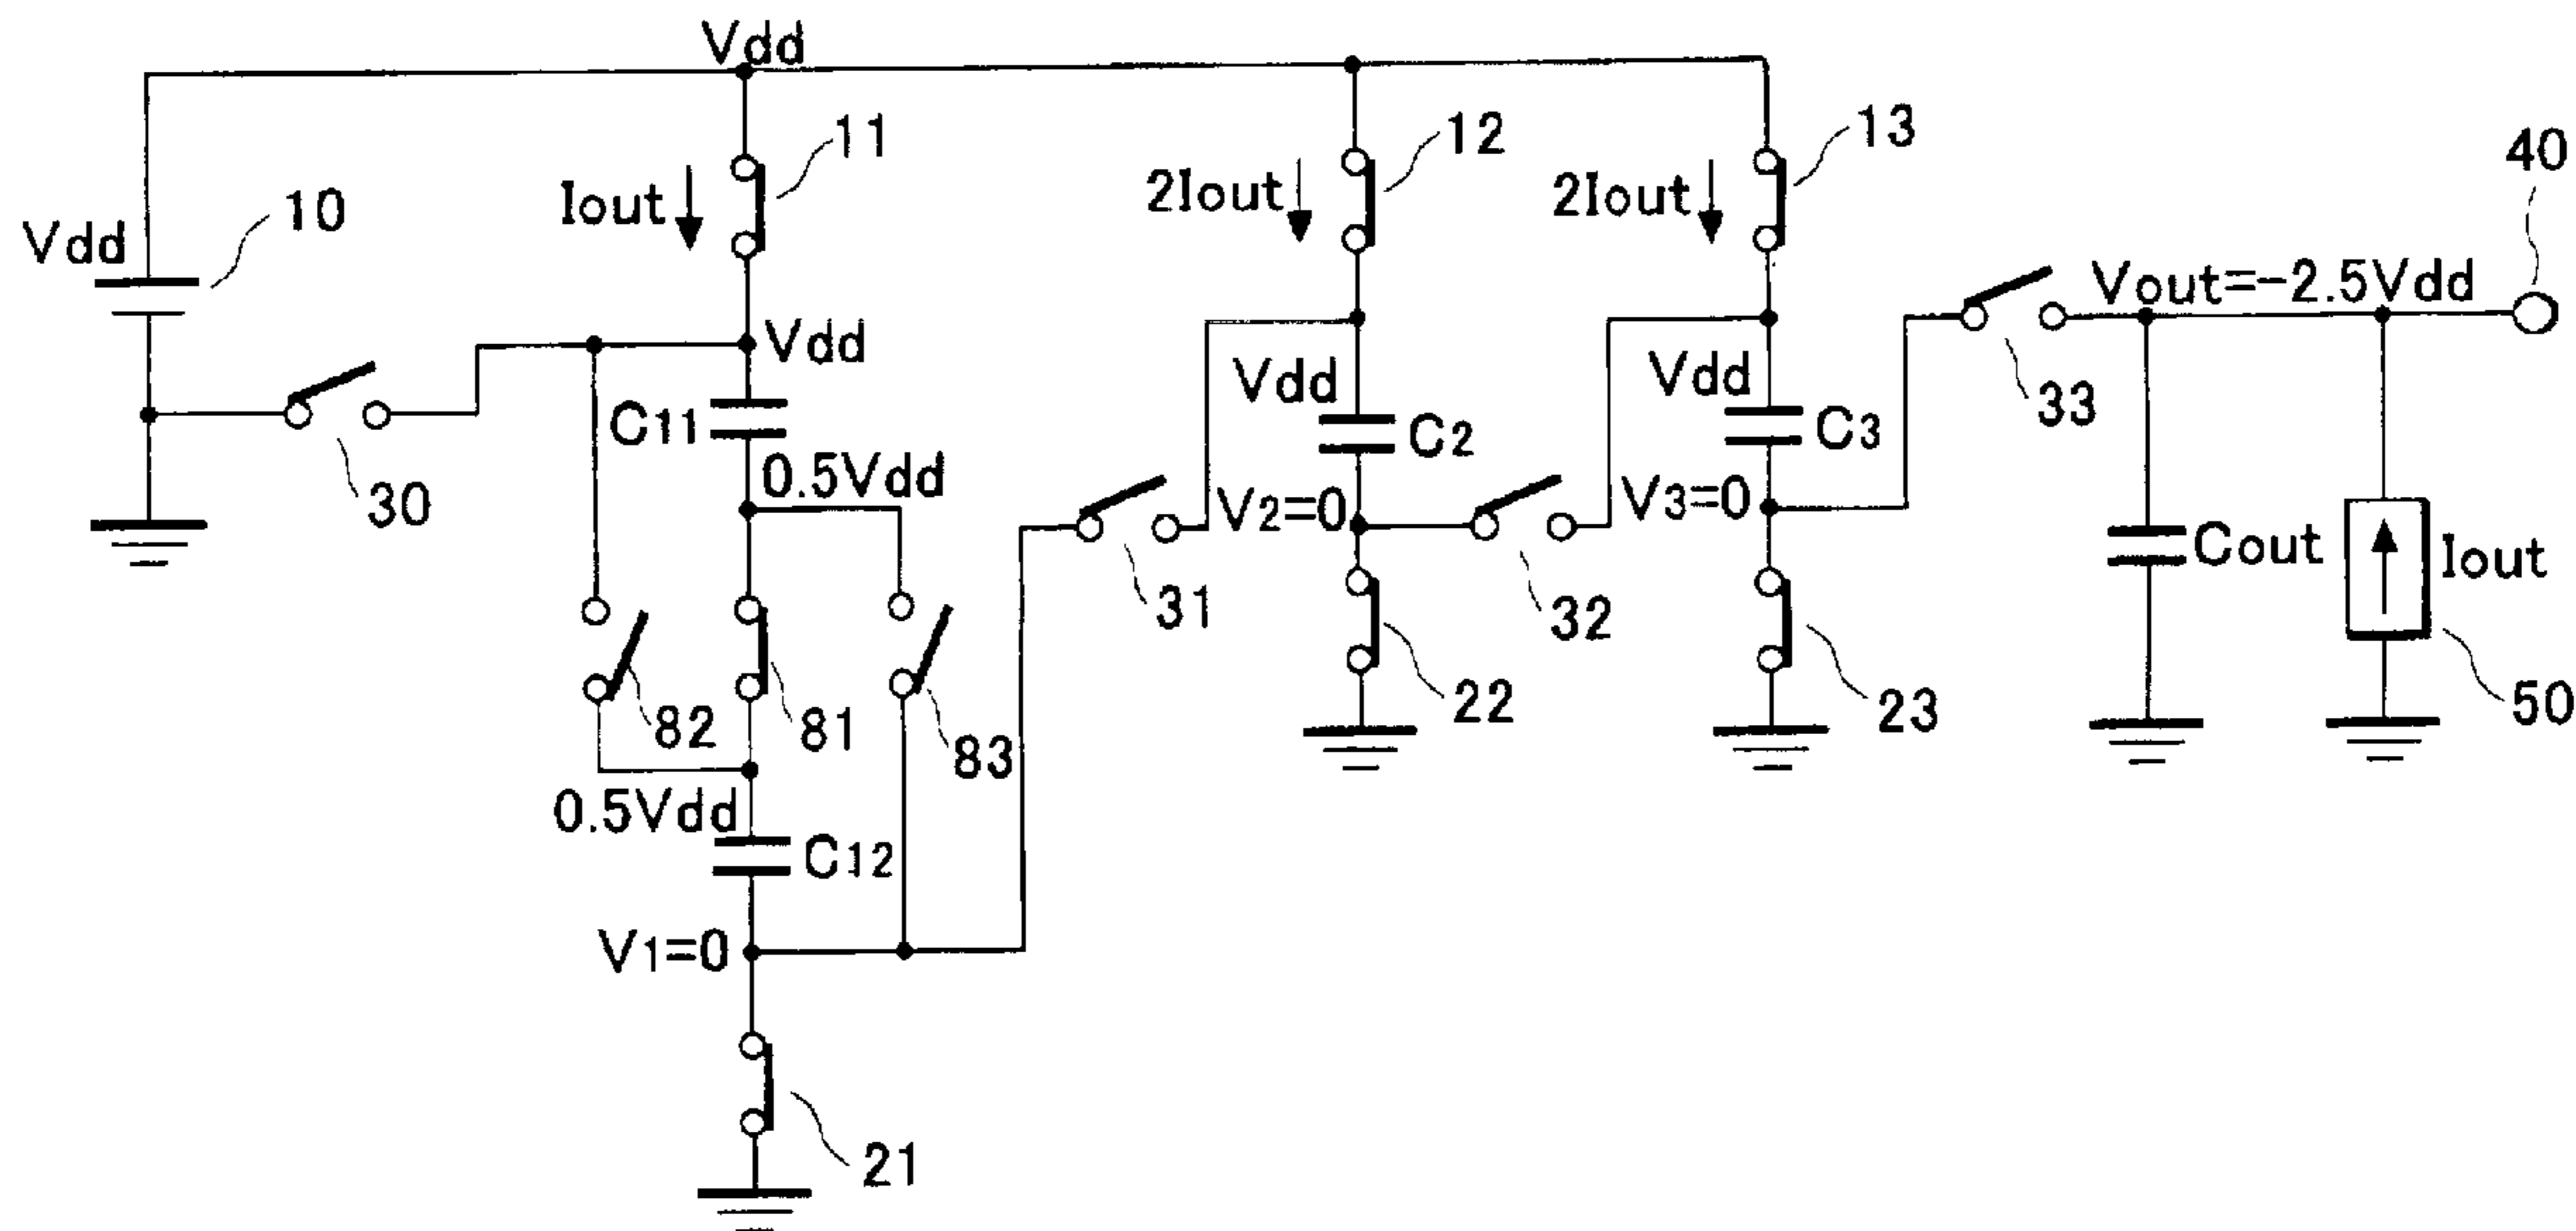 Vdd
11
12
13
40
Iout
2Iout
2Iout
10
Vdd
Vout=-2.5Vdd
Vdd
Vdd
Vdd
33
C11
C2
C3
30
0.5Vdd
V2=0
V3=0
31
32
Cout
Iout
82
81
83
22
23
50
0.5Vdd
C12
V1=0
21